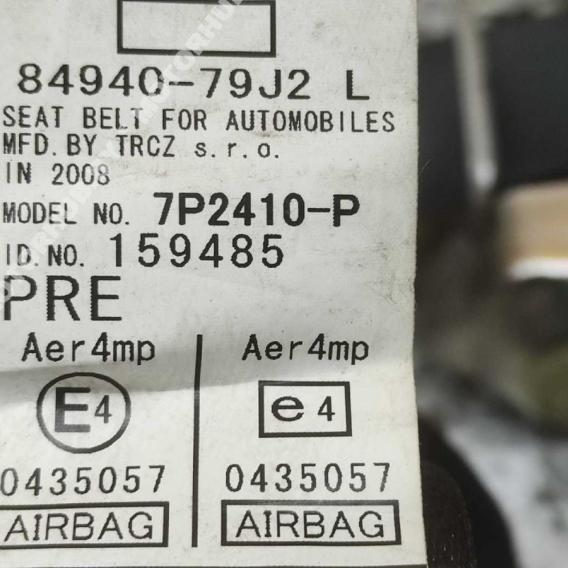 84940-79J2 L
SEAT BELT FOR AUTOMOBILES
MFD. BY TRCZ s. r. o.
IN 2008
MODEL NO. 7P2410-P
ID. NO. 159485
PRE
Aer4mp Aer4mp
E4 e4
0435057 0435057
AIRBAG AIRBAG